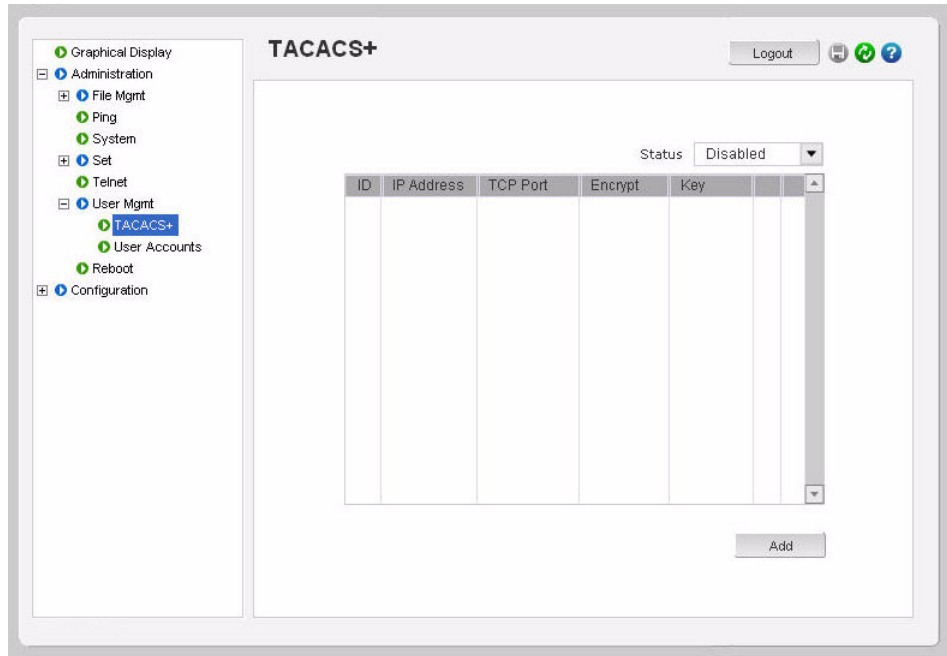 TACACS+
Logout
Graphical Display
Administration
File Mgmt
Ping
System
Set
Telnet
User Mgmt
TACACS+
User Accounts
Reboot
Configuration
Status Disabled
ID IP Address TCP Port Encrypt Key
Add